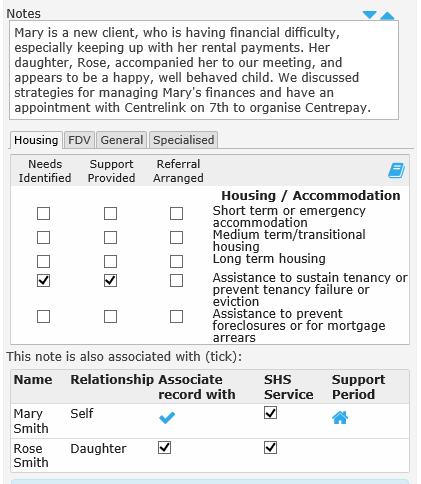 Notes
Mary is a new client, who is having financial difficulty,
especially keeping up with her rental payments. Her
daughter, Rose, accompanied her to our meeting, and
appears to be a happy, well behaved child. We discussed
strategies for managing Mary's finances and have an
appointment with Centrelink on 7th to organise Centrepay.
Housing FDV General Specialised
Needs Support Referral
Identified Provided Arranged
Housing / Accommodation
Short term or emergency
accommodation
Medium term/transitional
housing
Long term housing
Assistance to sustain tenancy or
prevent tenancy failure or
eviction
Assistance to prevent
foreclosures or for mortgage
arrears
This note is also associated with (tick):
Name Relationship Associate SHS Support
record with Service Period
Mary Self
Smith
Rose Daughter
Smith